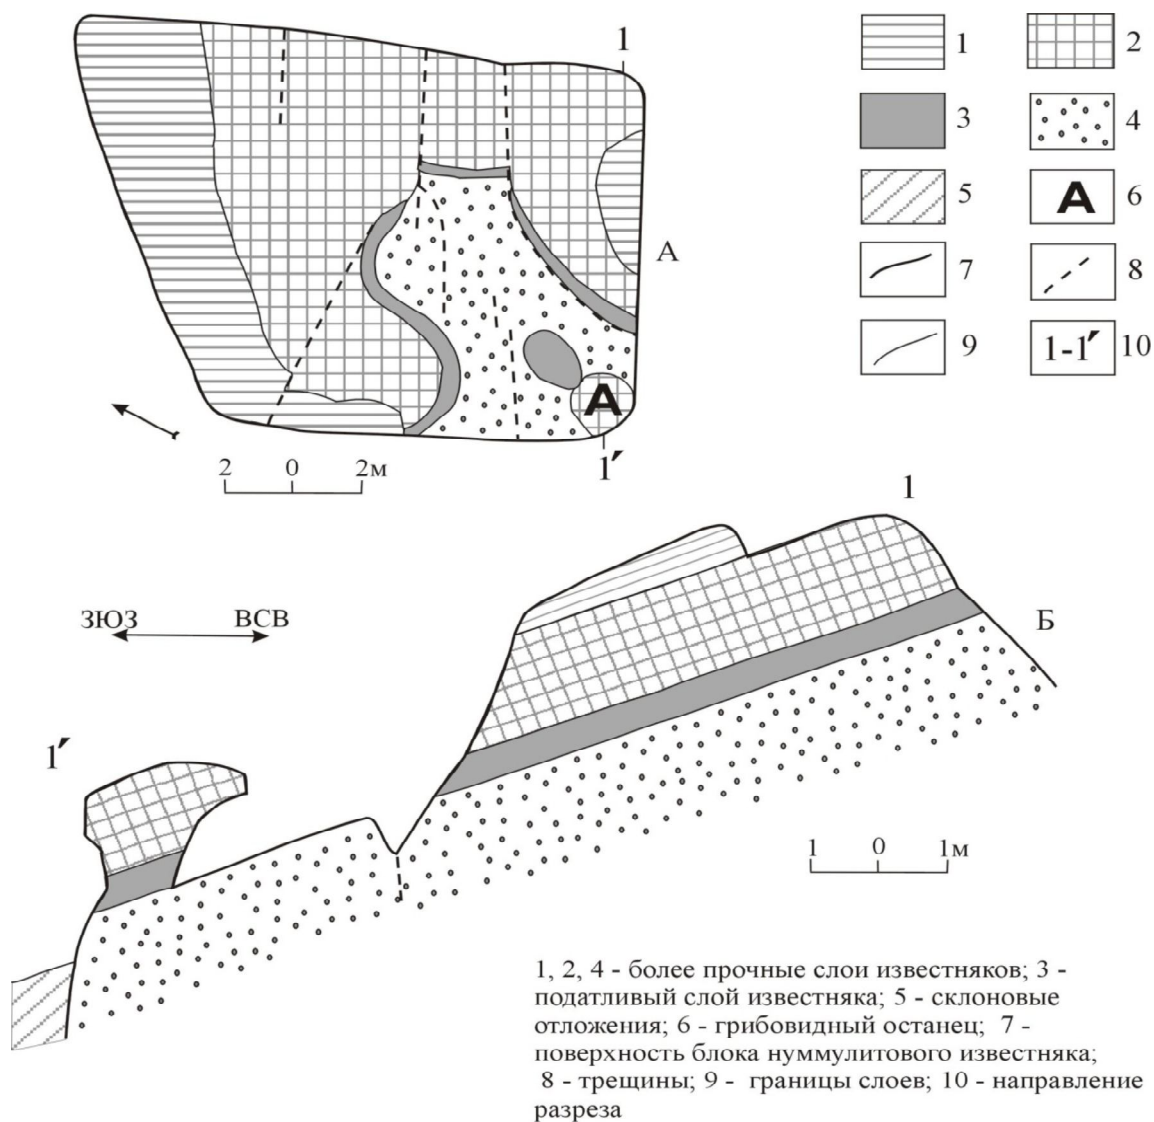 1
1
2
3
4
5
А
6
А
7
8
9
1-1′
10
1′
2 0 2м
1
ЗЮЗ ВСВ
Б
1′
1 0 1м
1, 2, 4 - более прочные слои известняков; 3 -
податливый слой известняка; 5 - склоновые
отложения; 6 - грибовидный останец; 7 -
поверхность блока нуммулитового известняка;
8 - трещины; 9 - границы слоев; 10 - направление
разреза
А